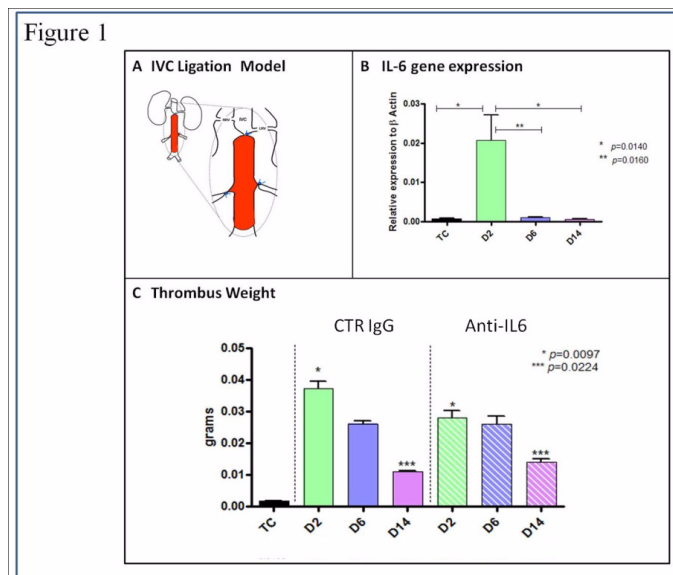 Figure 1
A IVC Ligation Model
IVC
B IL-6 gene expression
Relative expression to β Actin
0.03
0.02
0.01
0.00
TC
D2
D6
D14
*
*
**
* p=0.0140
** p=0.0160
C Thrombus Weight
CTR IgG
Anti-IL6
* p=0.0097
*** p=0.0224
grams
0.05
0.04
0.03
0.02
0.01
0.00
*
***
*
***
TC
D2
D6
D14
D2
D6
D14